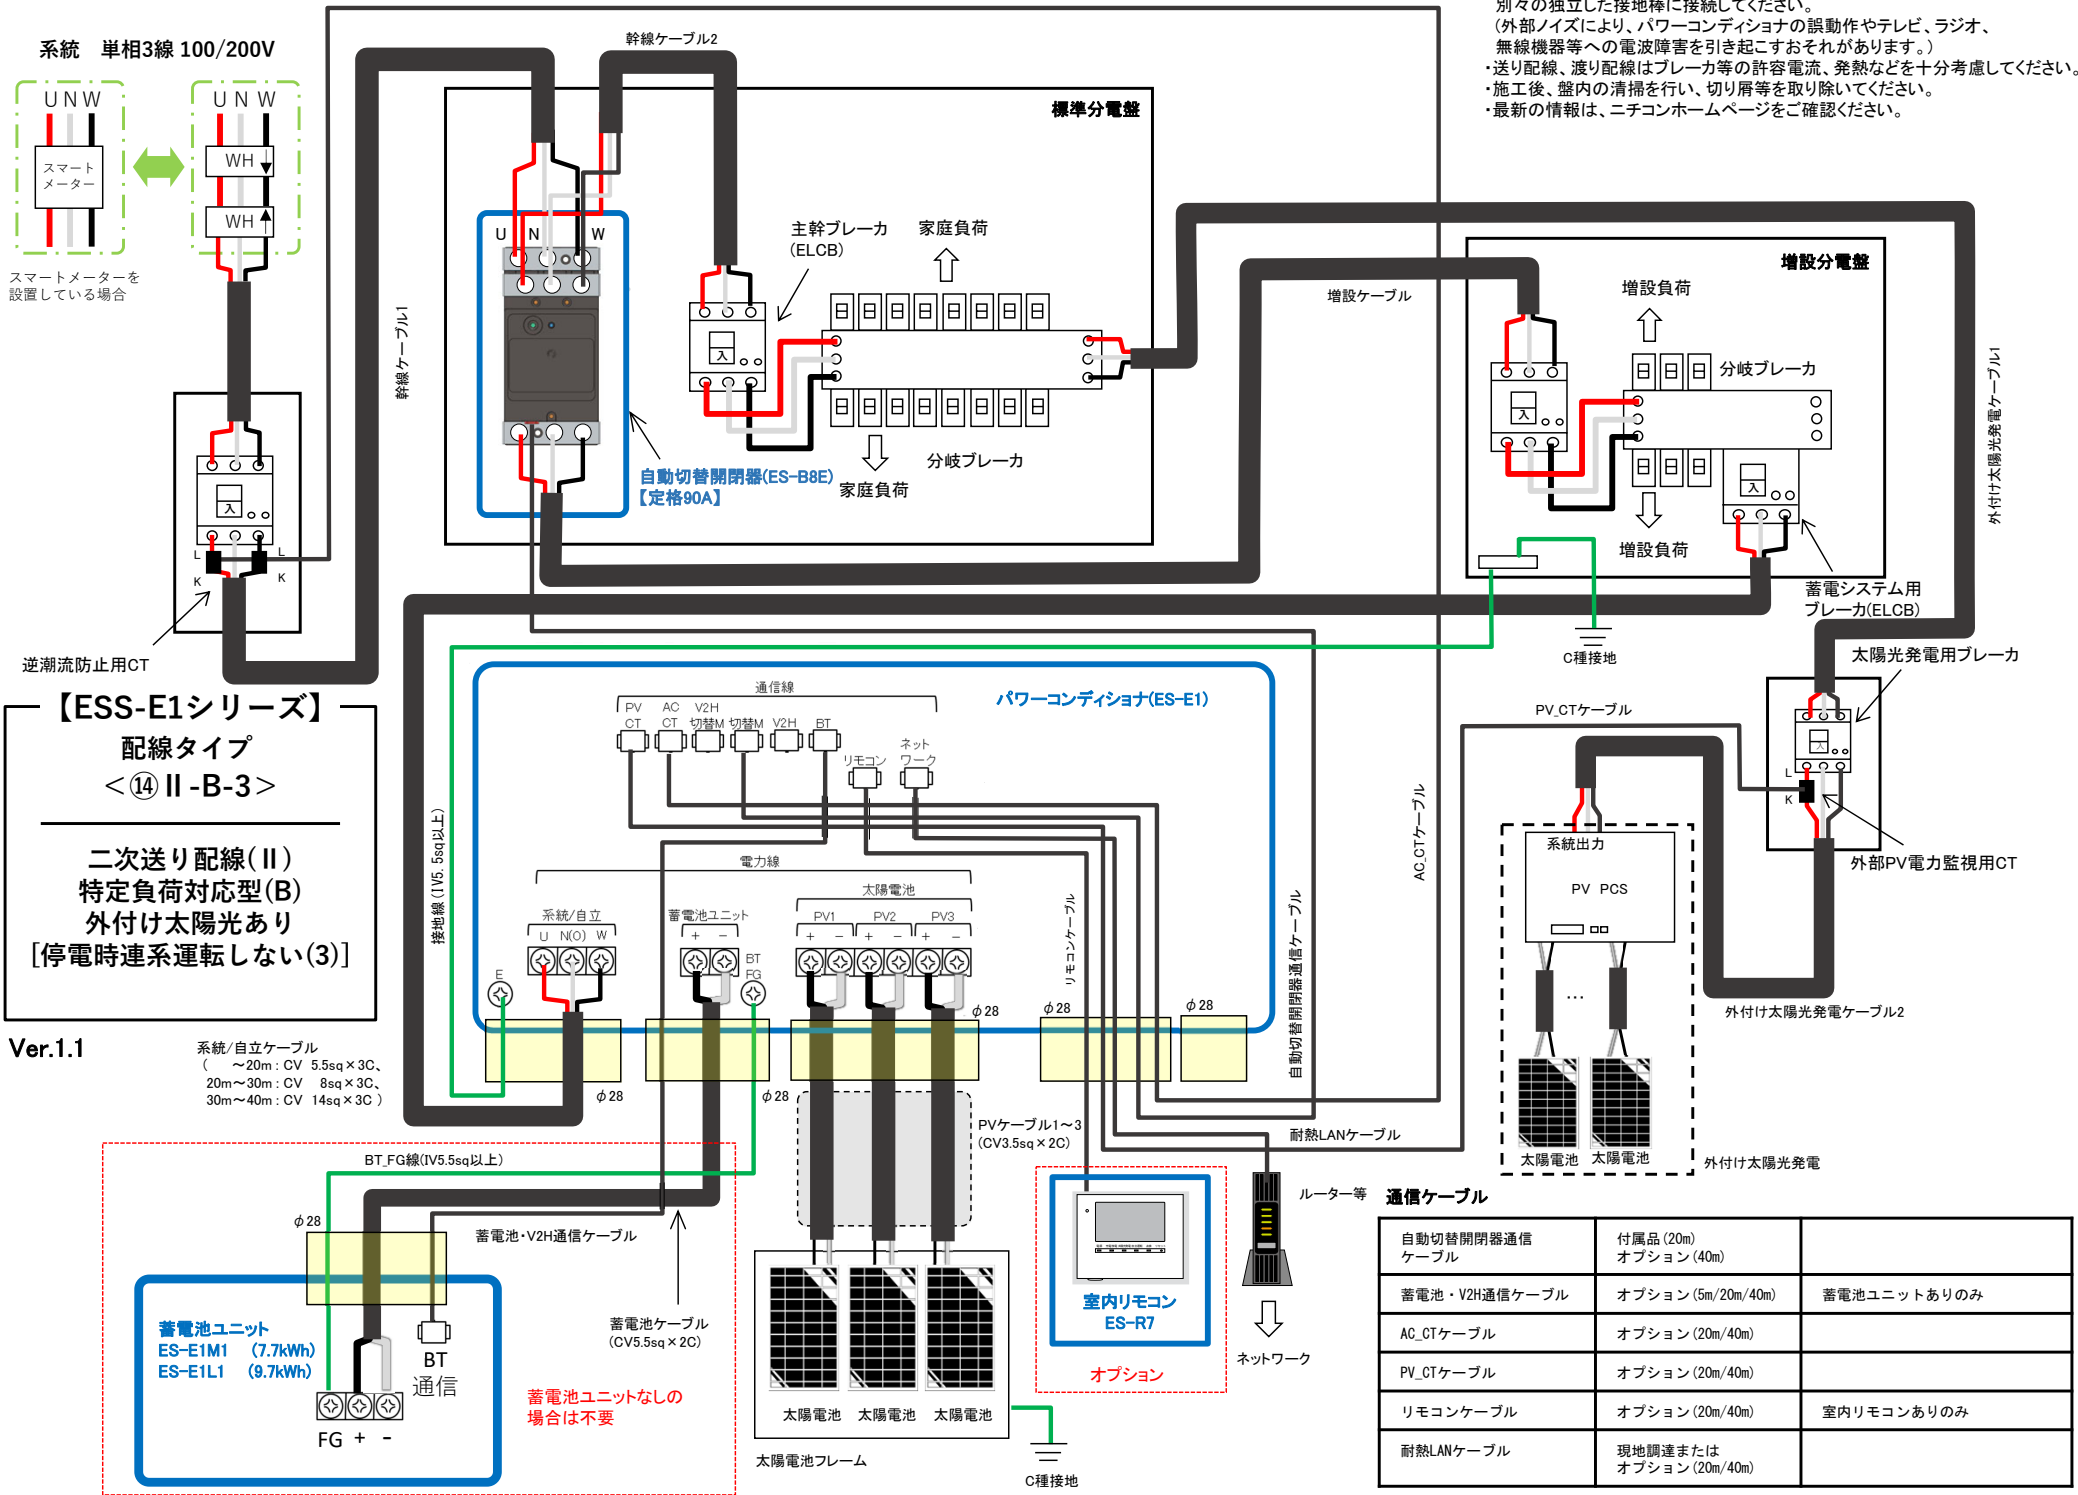 別々の独立した接地棒に接続してください。
(外部ノイズにより、パワーコンディショナの誤動作やテレビ、ラジオ、
無線機器等への電波障害を引き起こすおそれがあります。)
・送り配線、渡り配線はブレーカ等の許容電流、発熱などを十分考慮してください。
・施工後、盤内の清掃を行い、切り屑等を取り除いてください。
・最新の情報は、ニチコンホームページをご確認ください。
系統　単相3線 100/200V
U N W
U N W
スマート
メーター
WH
WH
スマートメーターを
設置している場合
幹線ケーブル2
幹線ケーブル1
標準分電盤
U N W
主幹ブレーカ
(ELCB)
家庭負荷
入
分岐ブレーカ
家庭負荷
自動切替開閉器(ES-B8E)
【定格90A】
増設ケーブル
増設分電盤
増設負荷
分岐ブレーカ
入
入
増設負荷
外付け太陽光発電ケーブル1
蓄電システム用
ブレーカ(ELCB)
C種接地
入
L
K
L
K
逆潮流防止用CT
【ESS-E1シリーズ】
配線タイプ
＜⑭Ⅱ-B-3＞
二次送り配線(Ⅱ)
特定負荷対応型(B)
外付け太陽光あり
[停電時連系運転しない(3)]
Ver.1.1
系統/自立ケーブル
(　～20m : CV 5.5sq×3C、
20m～30m : CV 8sq×3C、
30m～40m : CV 14sq×3C )
パワーコンディショナ(ES-E1)
通信線
PV
CT
AC
CT
V2H
切替M
切替M
V2H
BT
リモコン
ネット
ワーク
接地線 (IV5.5sq以上)
電力線
系統/自立
U N(O) W
蓄電池ユニット
+ -
BT
FG
太陽電池
PV1 PV2 PV3
+ - + - + -
E
φ28
φ28
φ28
φ28
φ28
リモコンケーブル
自動切替開閉器通信ケーブル
AC_CTケーブル
PV_CTケーブル
太陽光発電用ブレーカ
入
L
K
外部PV電力監視用CT
系統出力
PV PCS
…
太陽電池 太陽電池
外付け太陽光発電
外付け太陽光発電ケーブル2
PVケーブル1～3
(CV3.5sq×2C)
耐熱LANケーブル
BT_FG線(IV5.5sq以上)
φ28
蓄電池・V2H通信ケーブル
蓄電池ケーブル
(CV5.5sq×2C)
蓄電池ユニット
ES-E1M1 (7.7kWh)
ES-E1L1 (9.7kWh)
BT
通信
FG + -
蓄電池ユニットなしの
場合は不要
太陽電池 太陽電池 太陽電池
太陽電池フレーム
C種接地
室内リモコン
ES-R7
オプション
ルーター等
ネットワーク
通信ケーブル
自動切替開閉器通信
ケーブル
付属品(20m)
オプション(40m)
蓄電池・V2H通信ケーブル オプション(5m/20m/40m) 蓄電池ユニットありのみ
AC_CTケーブル オプション(20m/40m)
PV_CTケーブル オプション(20m/40m)
リモコンケーブル オプション(20m/40m) 室内リモコンありのみ
耐熱LANケーブル
現地調達または
オプション(20m/40m)